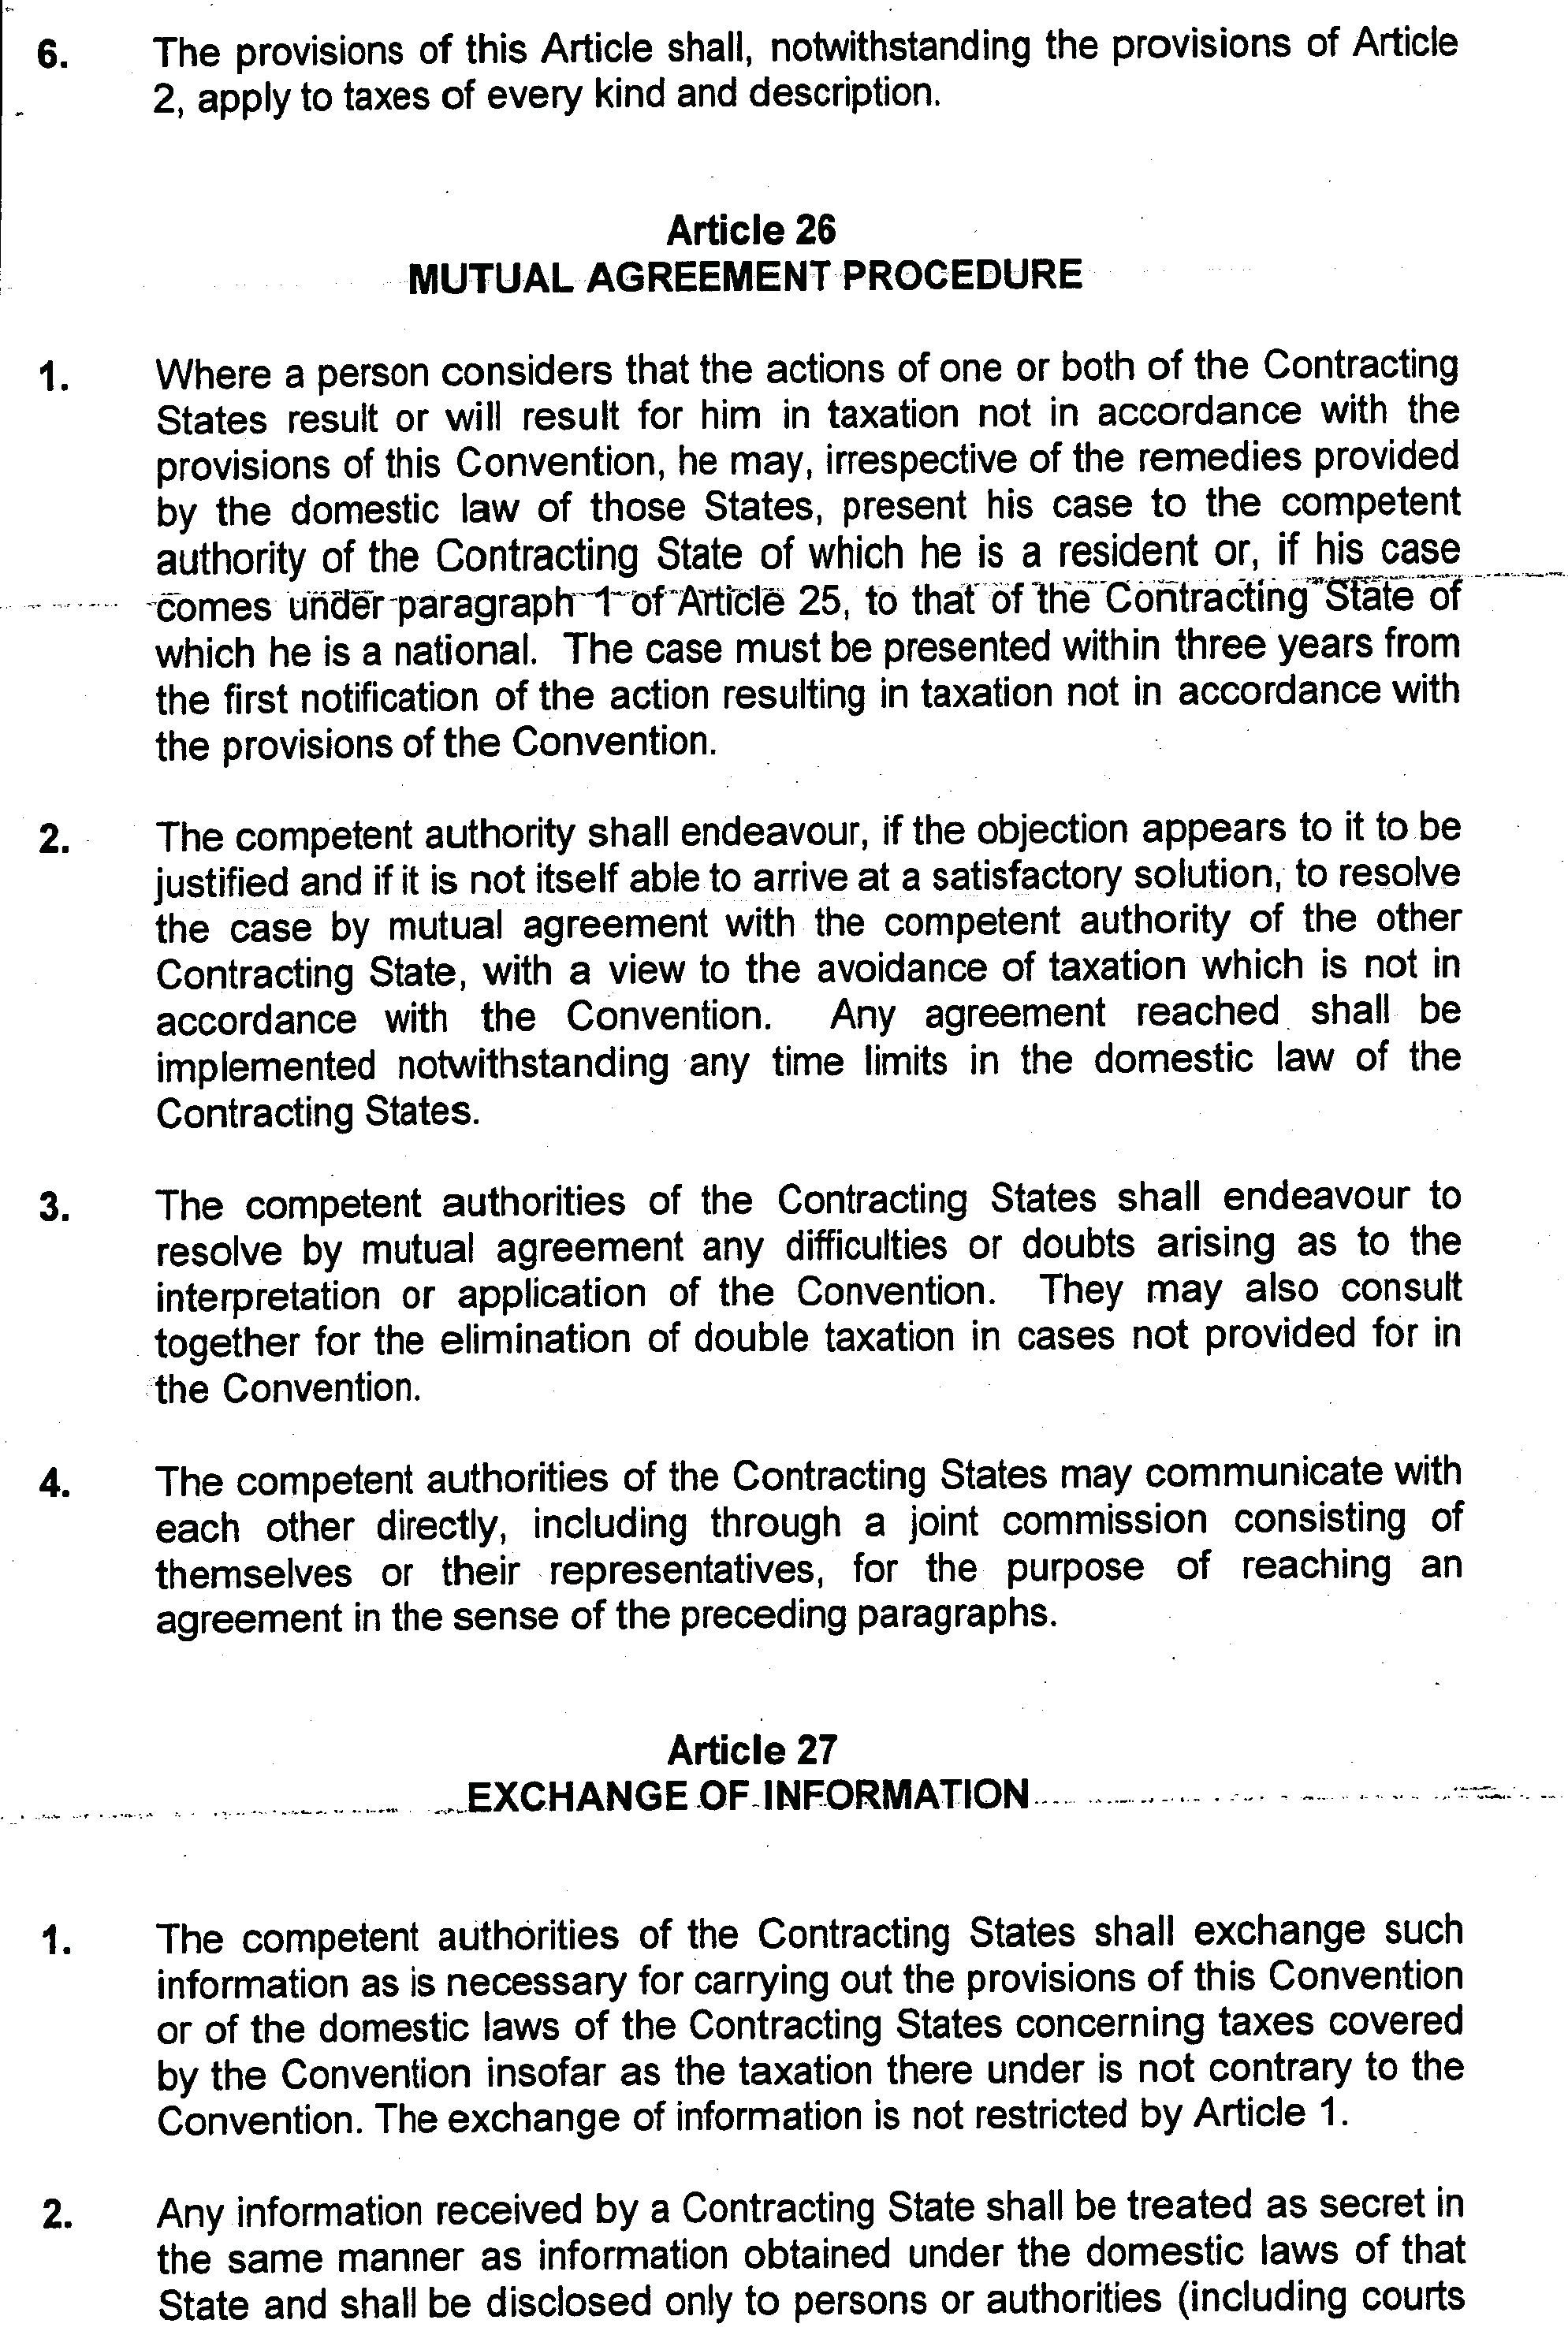 6. The provisions of this Article shall, notwithstanding the provisions of Article
2, apply to taxes of every kind and description.
Article 26
MUTUAL AGREEMENT PROCEDURE
1. Where a person considers that the actions of one or both of the Contracting
States result or will result for him in taxation not in accordance with the
provisions of this Convention, he may, irrespective of the remedies provided
by the domestic law of those States, present his case to the competent
authority of the Contracting State of which he is a resident or, if his case
comes under paragraph 1 of Article 25, to that of the Contracting State of
which he is a national. The case must be presented within three years from
the first notification of the action resulting in taxation not in accordance with
the provisions of the Convention.
2. The competent authority shall endeavour, if the objection appears to it to be
justified and if it is not itself able to arrive at a satisfactory solution, to resolve
the case by mutual agreement with the competent authority of the other
Contracting State, with a view to the avoidance of taxation which is not in
accordance with the Convention. Any agreement reached shall be
implemented notwithstanding any time limits in the domestic law of the
Contracting States.
3. The competent authorities of the Contracting States shall endeavour to
resolve by mutual agreement any difficulties or doubts arising as to the
interpretation or application of the Convention. They may also consult
together for the elimination of double taxation in cases not provided for in
the Convention.
4. The competent authorities of the Contracting States may communicate with
each other directly, including through a joint commission consisting of
themselves or their representatives, for the purpose of reaching an
agreement in the sense of the preceding paragraphs.
Article 27
EXCHANGE OF INFORMATION
1. The competent authorities of the Contracting States shall exchange such
information as is necessary for carrying out the provisions of this Convention
or of the domestic laws of the Contracting States concerning taxes covered
by the Convention insofar as the taxation there under is not contrary to the
Convention. The exchange of information is not restricted by Article 1.
2. Any information received by a Contracting State shall be treated as secret in
the same manner as information obtained under the domestic laws of that
State and shall be disclosed only to persons or authorities (including courts